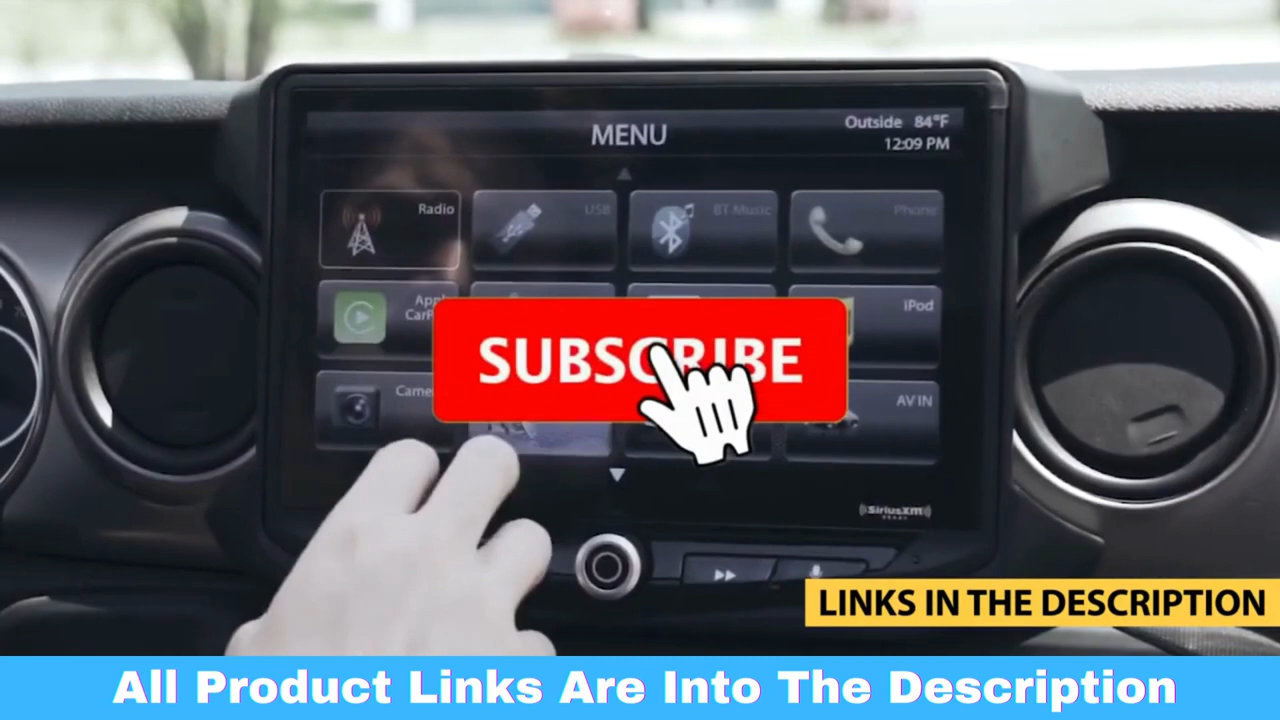 MENU
Outside 84°F
12:09 PM
Radio
USB
BT Music
Phone
iPod
SUBSCRIBE
AV IN
SiriusXM
LINKS IN THE DESCRIPTION
All Product Links Are Into The Description